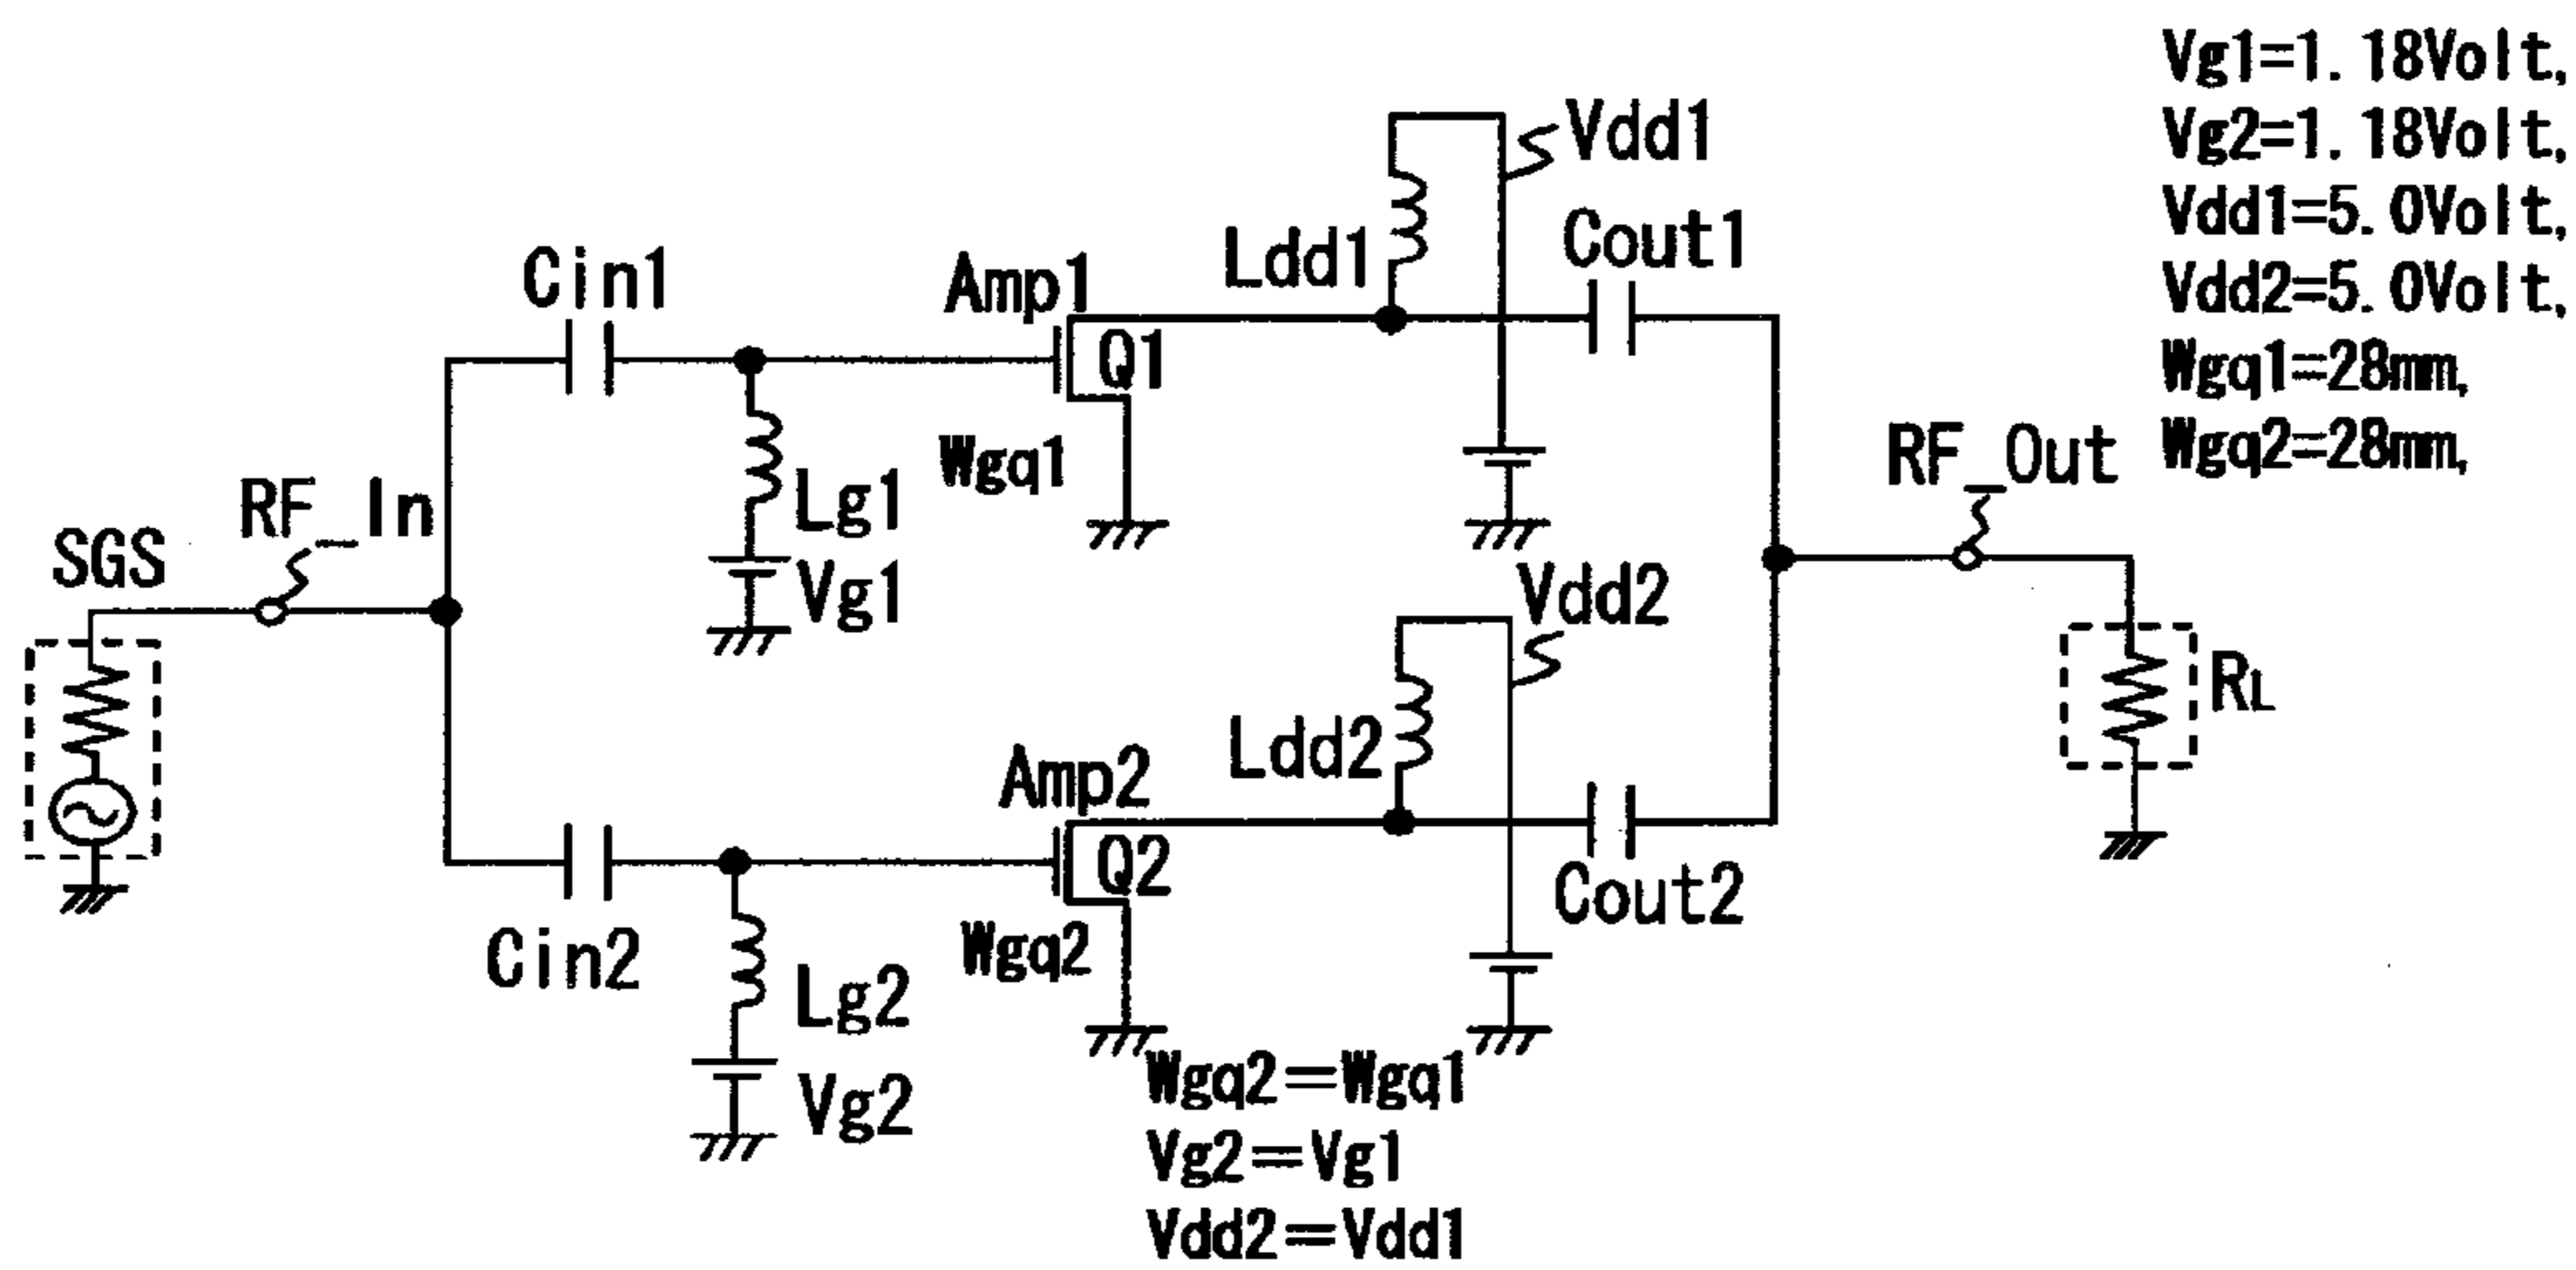 Vg1=1.18Volt,
Vg2=1.18Volt,
Vdd1=5.0Volt,
Vdd2=5.0Volt,
Wgq1=28mm,
Wgq2=28mm,
Vdd1
Ldd1
Cout1
Cin1
Amp1
Q1
Wgq1
Lg1
Vg1
RF_In
SGS
RF_Out
RL
Vdd2
Ldd2
Amp2
Q2
Cout2
Wgq2
Cin2
Lg2
Vg2
Wgq2=Wgq1
Vg2=Vg1
Vdd2=Vdd1